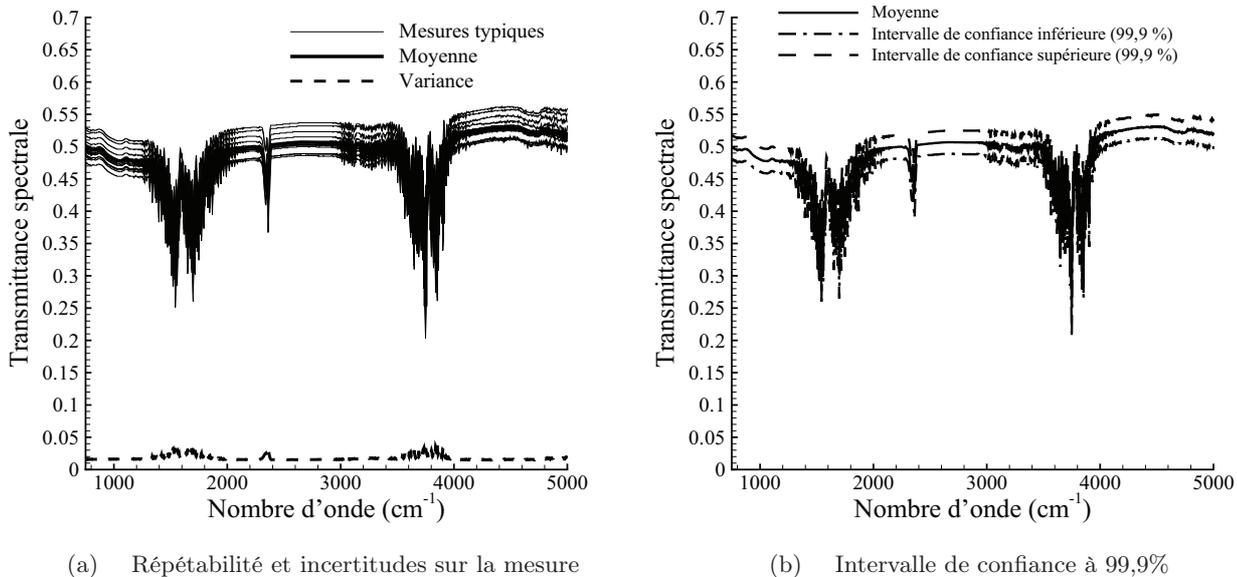 0.7
0.65
0.6
0.55
0.5
0.45
0.4
0.35
0.3
0.25
0.2
0.15
0.1
0.05
0
Transmittance spectrale
Mesures typiques
Moyenne
Variance
1000 2000 3000 4000 5000
Nombre d’onde (cm-1)
(a) Répétabilité et incertitudes sur la mesure
0.7
0.65
0.6
0.55
0.5
0.45
0.4
0.35
0.3
0.25
0.2
0.15
0.1
0.05
0
Transmittance spectrale
Moyenne
Intervalle de confiance inférieure (99,9 %)
Intervalle de confiance supérieure (99,9 %)
1000 2000 3000 4000 5000
Nombre d’onde (cm-1)
(b) Intervalle de confiance à 99,9%